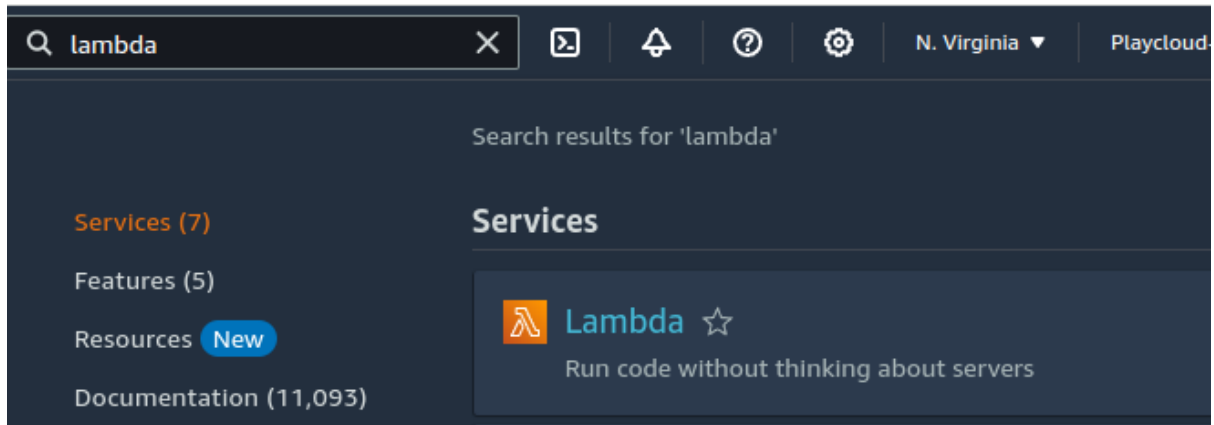 lambda
N. Virginia ▼
Playcloud-
Search results for 'lambda'
Services (7)
Features (5)
Resources New
Documentation (11,093)
Services
Lambda
Run code without thinking about servers